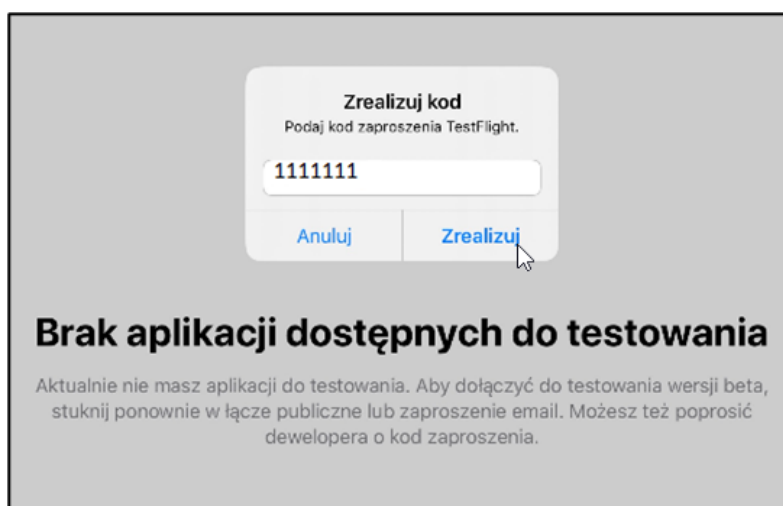 Zrealizuj kod
Podaj kod zaproszenia TestFlight.
1111111
Anuluj
Zrealizuj
Brak aplikacji dostępnych do testowania
Aktualnie nie masz aplikacji do testowania. Aby dołączyć do testowania wersji beta,
stuknij ponownie w łącze publiczne lub zaproszenie email. Możesz też poprosić
dewelopera o kod zaproszenia.